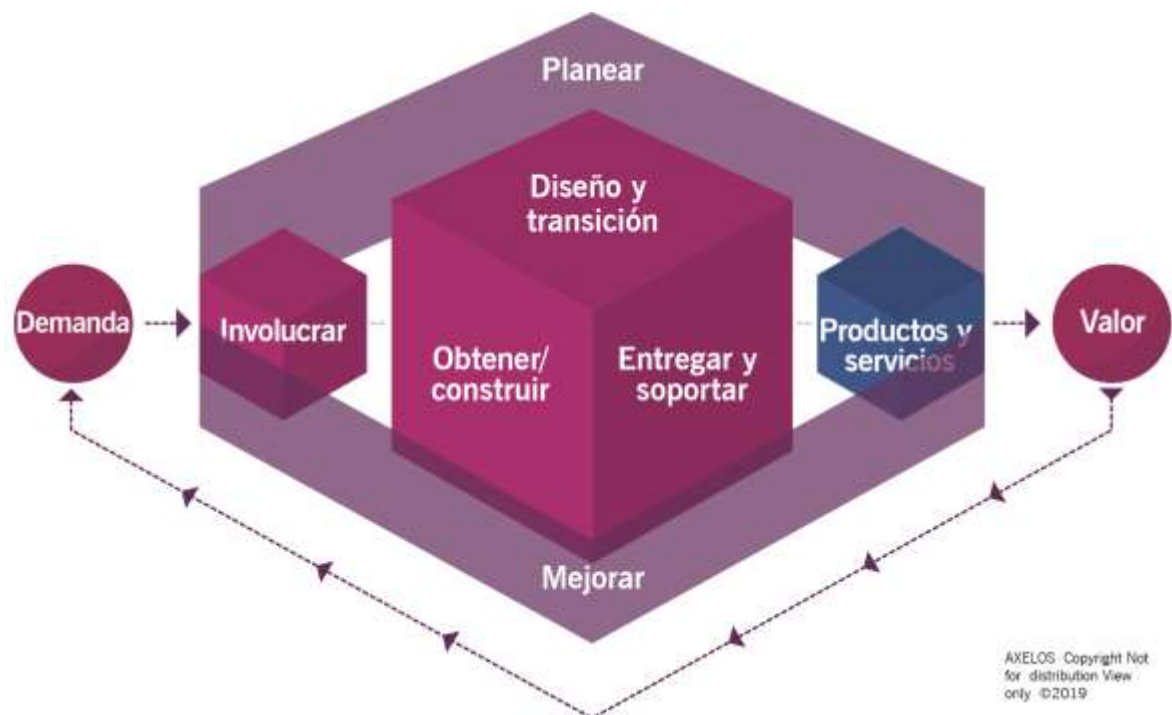 Planear
Diseño y
transición
Demanda
Involucrar
Obtener/
construir
Entregar y
soportar
Productos y
servicios
Valor
Mejorar
AXELOS Copyright Not
for distribution View
only ©2019